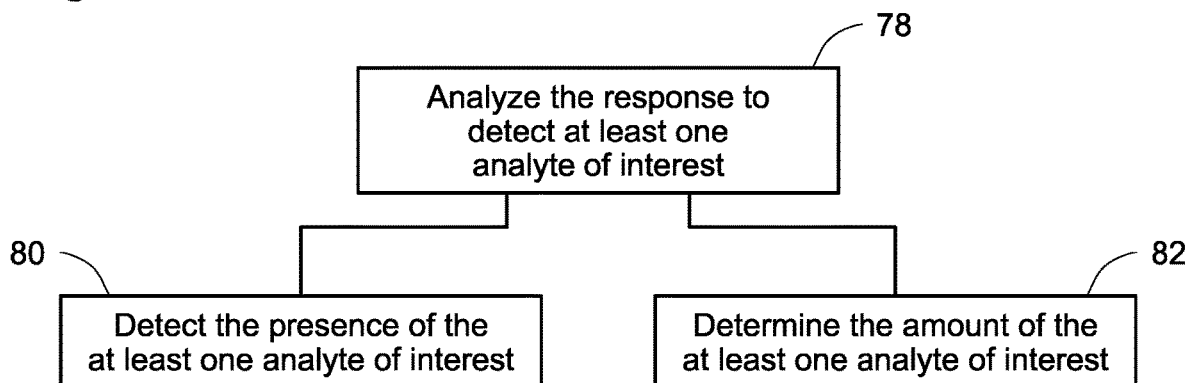 78
Analyze the response to
detect at least one
analyte of interest
80
82
Detect the presence of the
at least one analyte of interest
Determine the amount of the
at least one analyte of interest